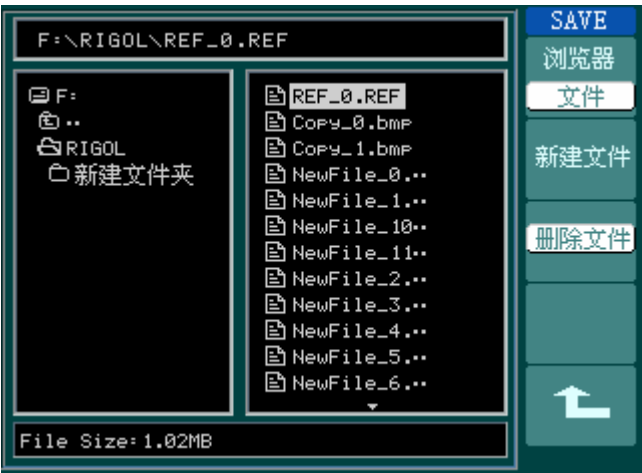 F:\RIGOL\REF_0.REF
F:
..
RIGOL
新建文件夹
REF_0.REF
Copy_0.bmp
Copy_1.bmp
NewFile_0.··
NewFile_1.··
NewFile_10··
NewFile_11··
NewFile_2.··
NewFile_3.··
NewFile_4.··
NewFile_5.··
NewFile_6.··
File Size:1.02MB
SAVE
浏览器
文件
新建文件
删除文件